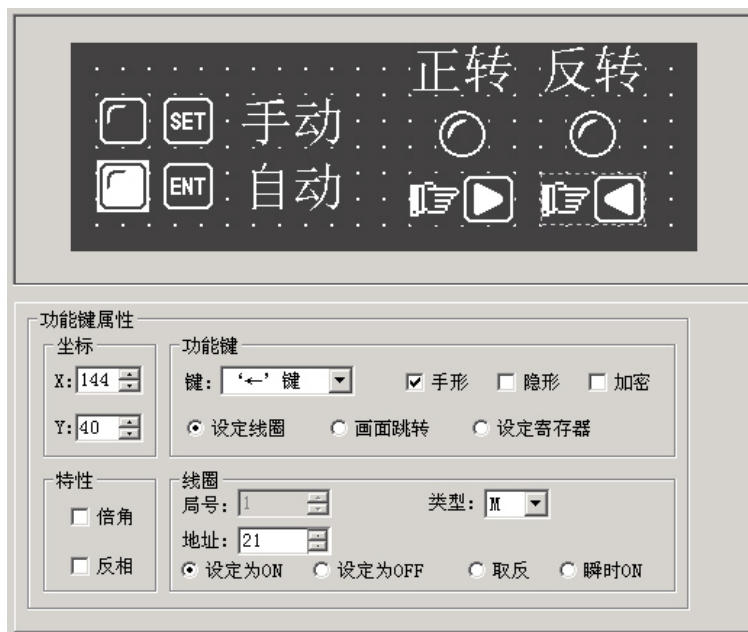 正转 反转
SET 手动
ENT 自动
功能键属性
坐标
X: 144
Y: 40
功能键
键: ‘←’键 手形 隐形 加密
设定线圈 画面跳转 设定寄存器
特性
倍角
反相
线圈
局号: 1 类型: M
地址: 21
设定为ON 设定为OFF 取反 瞬时ON